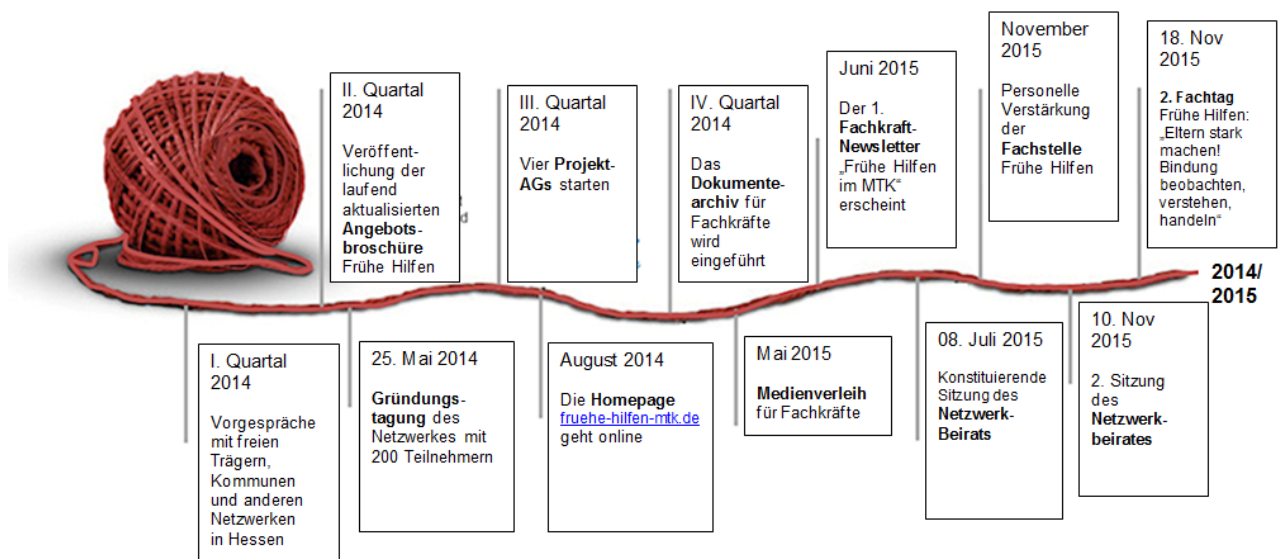 II. Quartal
2014
Veröffent-
lichung der
laufend
aktualisierten
Angebots-
broschüre
Frühe Hilfen
III. Quartal
2014
Vier Projekt-
AGs starten
IV. Quartal
2014
Das
Dokumente-
archiv für
Fachkräfte
wird
eingeführt
Juni 2015
Der 1.
Fachkraft-
Newsletter
„Frühe Hilfen
im MTK“
erscheint
November
2015
Personelle
Verstärkung
der
Fachstelle
Frühe Hilfen
18. Nov
2015
2. Fachtag
Frühe Hilfen:
„Eltern stark
machen!
Bindung
beobachten,
verstehen,
handeln“
2014/
2015
I. Quartal
2014
Vorgespräche
mit freien
Trägern,
Kommunen
und anderen
Netzwerken
in Hessen
25. Mai 2014
Gründungs-
tagung des
Netzwerkes mit
200 Teilnehmern
August 2014
Die Homepage
fruehe-hilfen-mtk.de
geht online
Mai 2015
Medienverleih
für Fachkräfte
08. Juli 2015
Konstituierende
Sitzung des
Netzwerk-
Beirats
10. Nov
2015
2. Sitzung
des
Netzwerk-
beirates